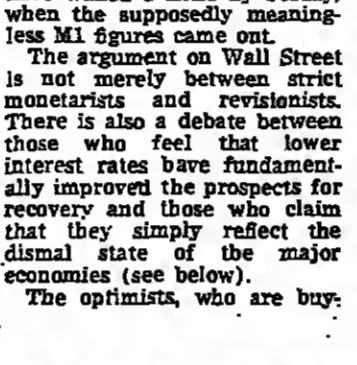 when the supposedly meaning-
less M1 figures came ont.
The argument on Wall Street
is not merely between strict
monetarists and revisionists.
There is also a debate between
those who feel that lower
interest rates bave fundament-
ally improved the prospects for
recovery and those who claim
that they simply reflect the
dismal state of the major
economies (see below).
The optimists, who are buy-